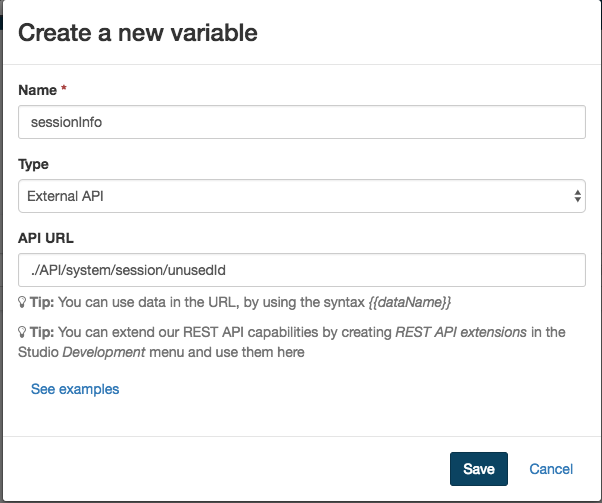 Create a new variable
Name *
sessionInfo
Type
External API
API URL
./API/system/session/unusedId
Tip: You can use data in the URL, by using the syntax {{dataName}}
Tip: You can extend our REST API capabilities by creating REST API extensions in the
Studio Development menu and use them here
See examples
Save Cancel